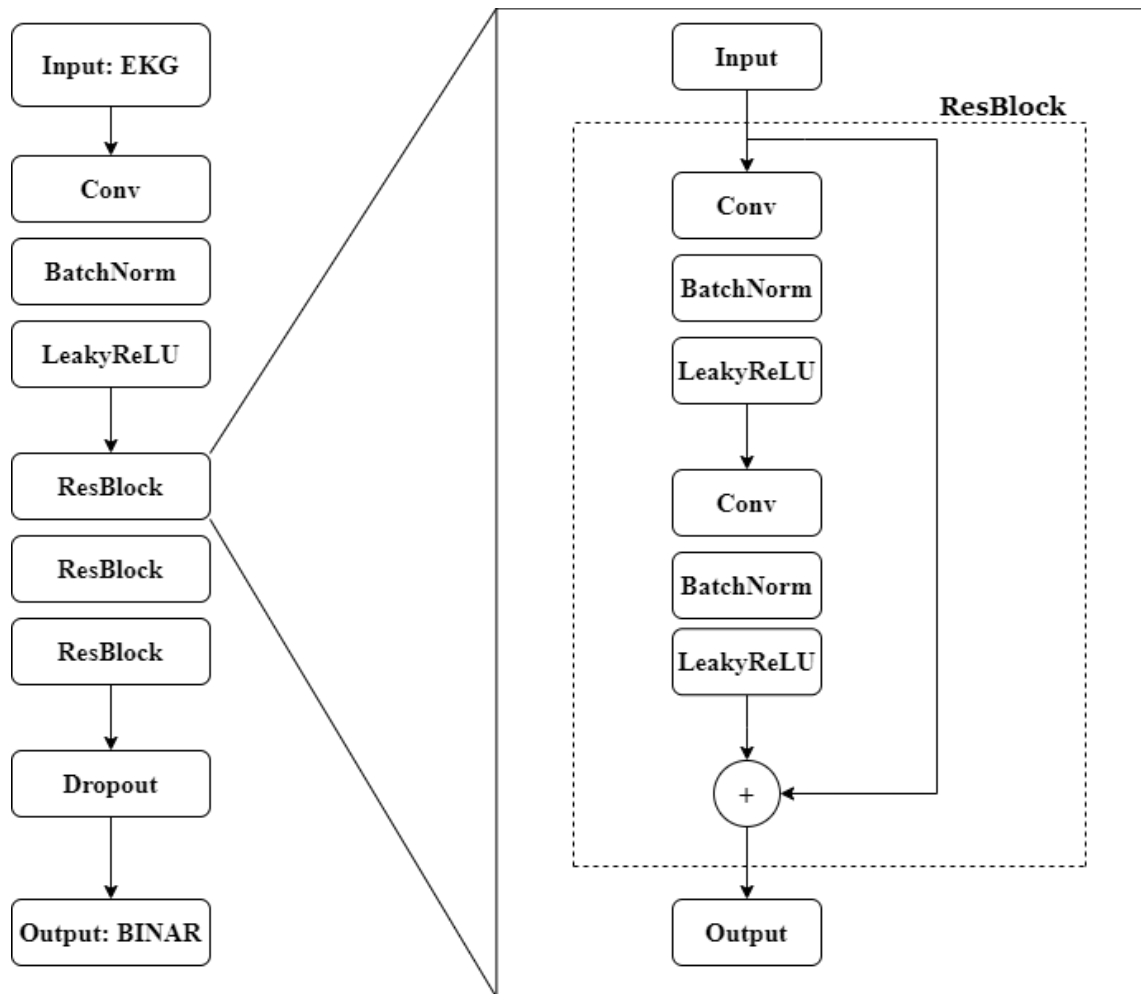 Input: EKG
Conv
BatchNorm
LeakyReLU
ResBlock
ResBlock
ResBlock
Dropout
Output: BINAR
Input
ResBlock
Conv
BatchNorm
LeakyReLU
Conv
BatchNorm
LeakyReLU
+
Output